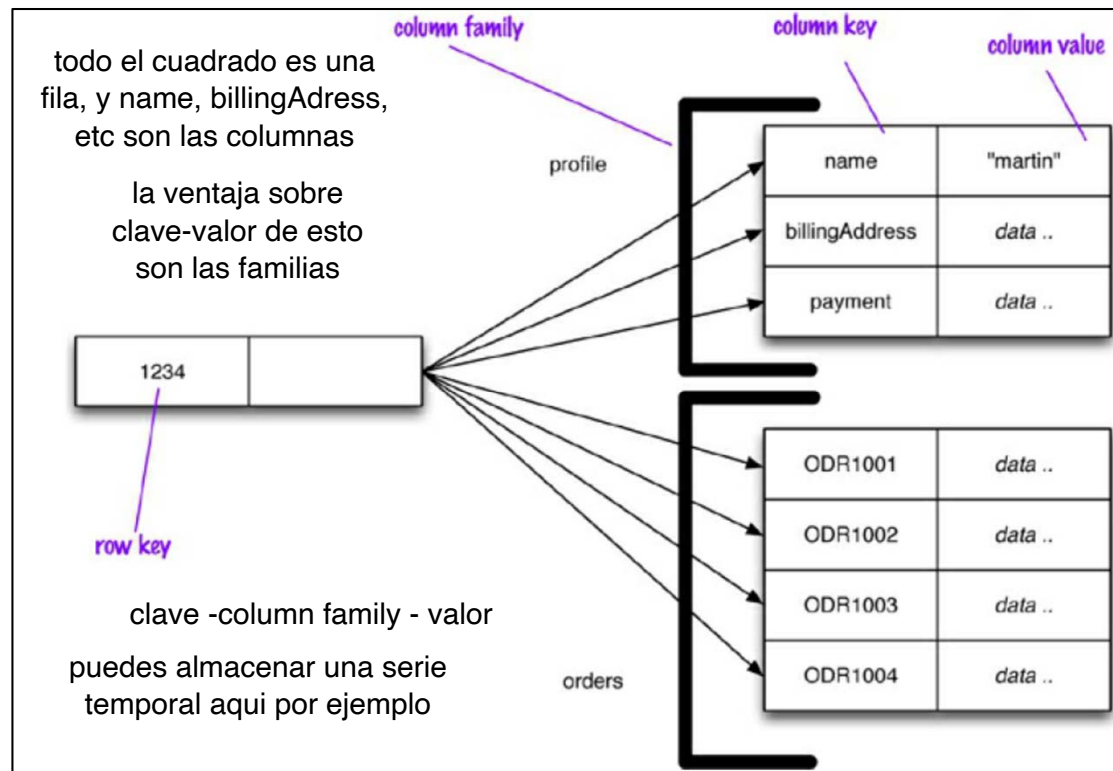 column family
column key
column value
todo el cuadrado es una
fila, y name, billingAdress,
etc son las columnas
la ventaja sobre
clave-valor de esto
son las familias
profile
name
"martin"
billingAddress
data ..
payment
data ..
1234
row key
clave -column family - valor
puedes almacenar una serie
temporal aqui por ejemplo
orders
ODR1001
data ..
ODR1002
data ..
ODR1003
data ..
ODR1004
data ..